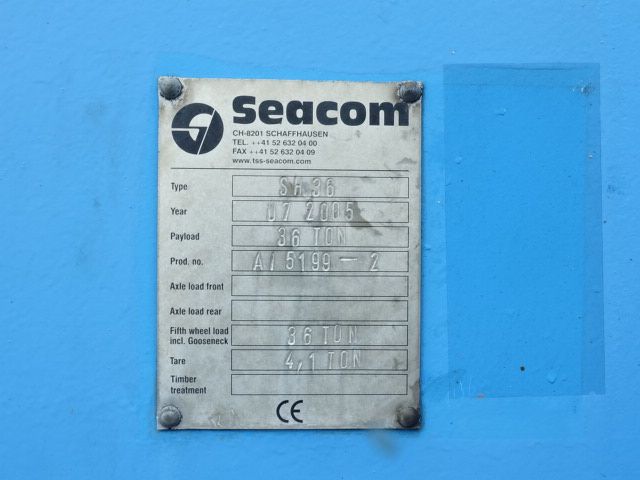 Seacom
CH-8201 SCHAFFHAUSEN
TEL. ++41 52 632 04 00
FAX ++41 52 632 04 09
www.tss-seacom.com
Type SH 36
Year 07 2005
Payload 36 TON
Prod. no. A/5199-2
Axle load front
Axle load rear
Fifth wheel load
incl. Gooseneck 36 TON
Tare 4,1 TON
Timber
treatment
CE